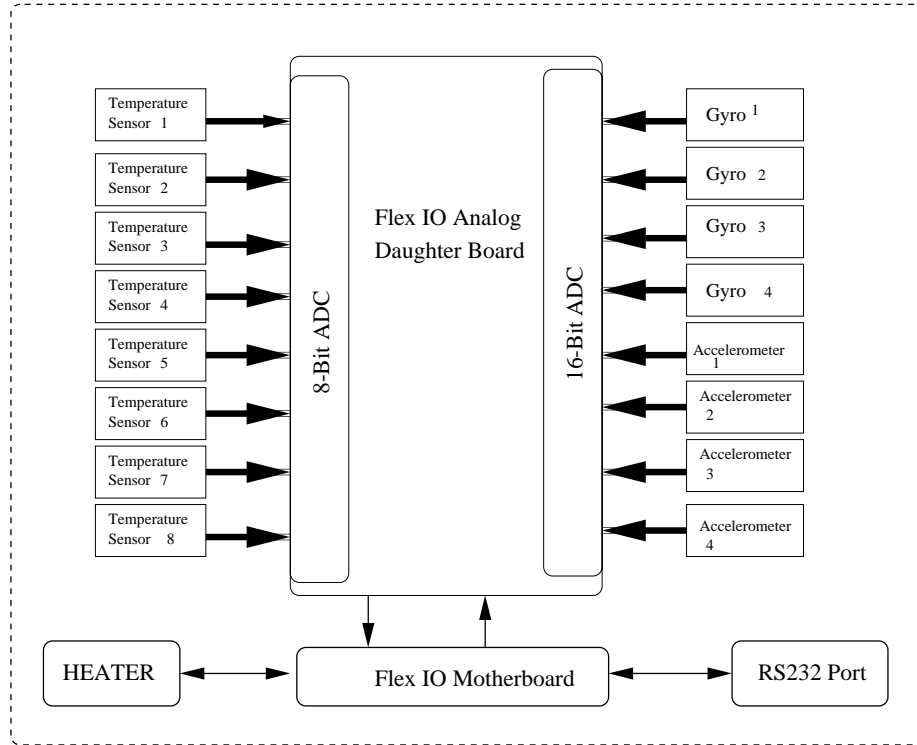 Temperature
Sensor 1
Temperature
Sensor 2
Temperature
Sensor 3
Temperature
Sensor 4
Temperature
Sensor 5
Temperature
Sensor 6
Temperature
Sensor 7
Temperature
Sensor 8
8-Bit ADC
Flex IO Analog
Daughter Board
16-Bit ADC
Gyro 1
Gyro 2
Gyro 3
Gyro 4
Accelerometer
1
Accelerometer
2
Accelerometer
3
Accelerometer
4
HEATER
Flex IO Motherboard
RS232 Port